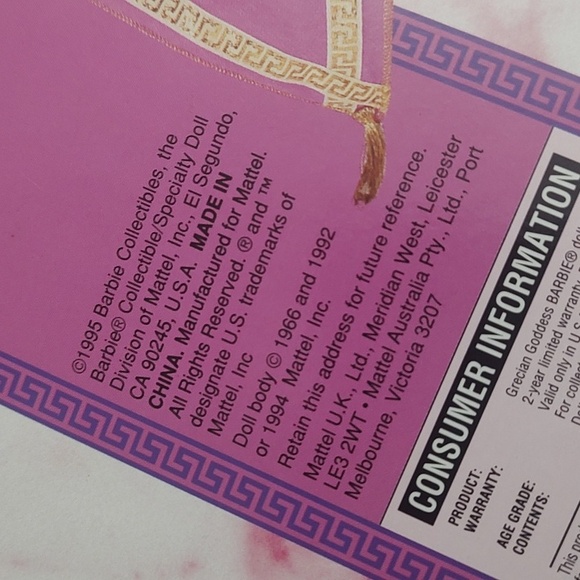 ©1995 Barbie Collectibles, the
Barbie® Collectible/Specialty Doll
Division of Mattel, Inc., El Segundo,
CA 90245, U.S.A. MADE IN
CHINA. Manufactured for Mattel.
All Rights Reserved. ® and ™
designate U.S. trademarks of
Mattel, Inc
Doll body © 1966 and 1992
or 1994 Mattel, Inc.
Retain this address for future reference.
Mattel U.K., Ltd., Meridian West, Leicester
LE3 2WT • Mattel Australia Pty., Ltd., Port
Melbourne, Victoria 3207
CONSUMER INFORMATION
PRODUCT: Grecian Goddess BARBIE®
WARRANTY: 2-year limited warranty
Valid only in
AGE GRADE: For
CONTENTS:
This